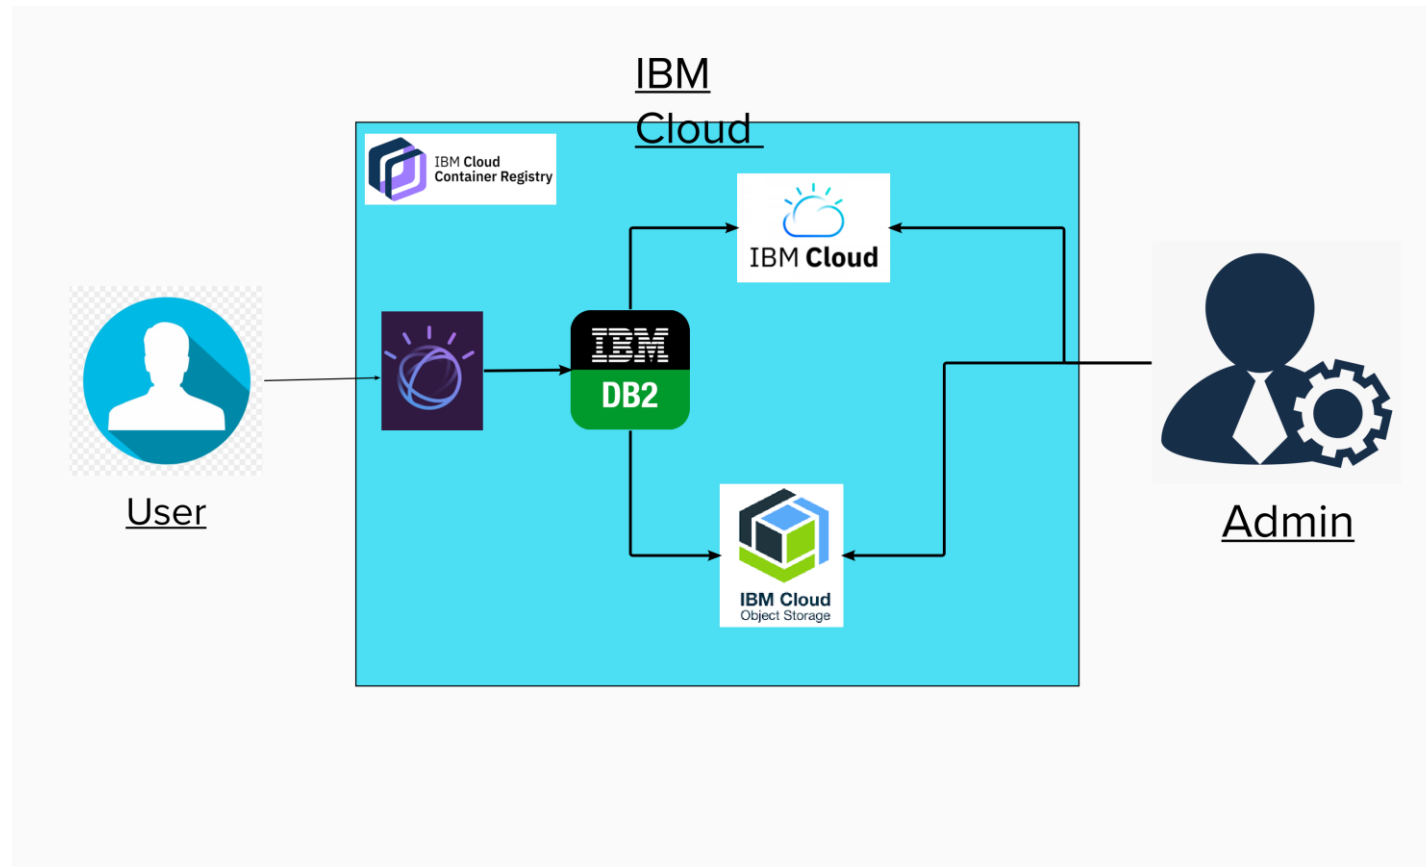 IBM
Cloud
IBM Cloud
Container Registry
IBM Cloud
IBM
DB2
User
IBM Cloud
Object Storage
Admin